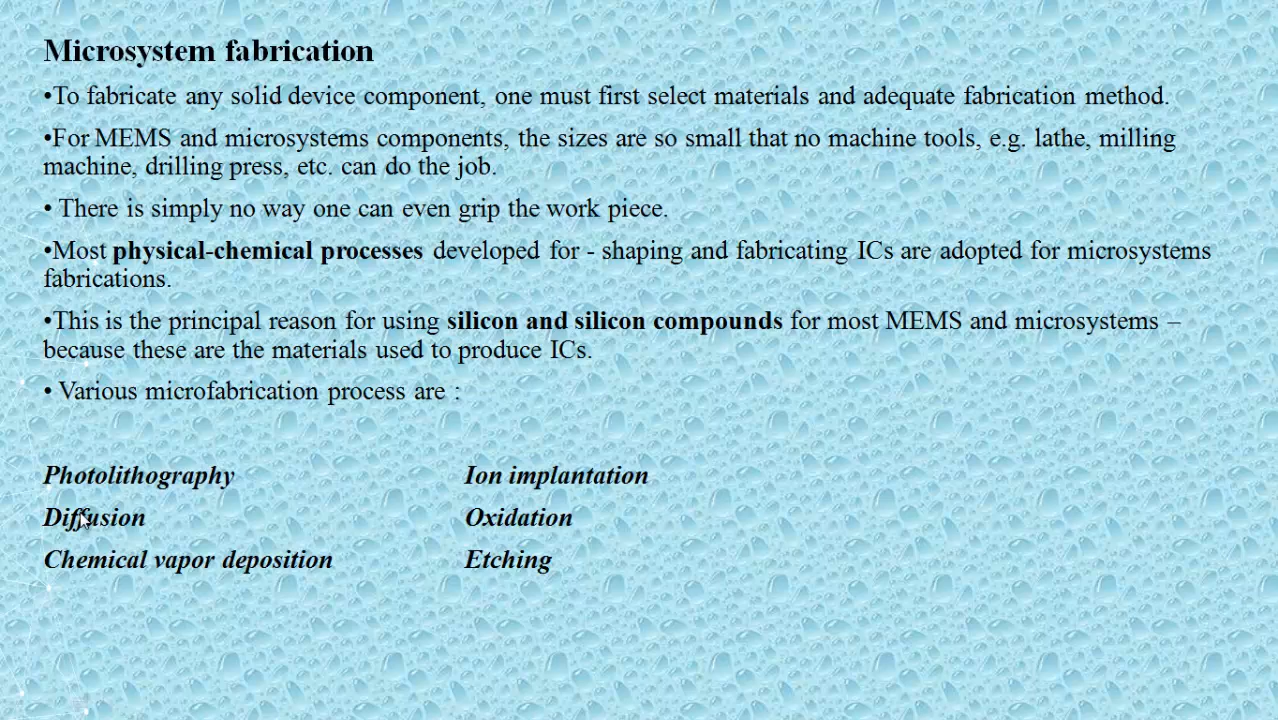 Microsystem fabrication
•To fabricate any solid device component, one must first select materials and adequate fabrication method.
•For MEMS and microsystems components, the sizes are so small that no machine tools, e.g. lathe, milling
machine, drilling press, etc. can do the job.
• There is simply no way one can even grip the work piece.
•Most physical-chemical processes developed for - shaping and fabricating ICs are adopted for microsystems
fabrications.
•This is the principal reason for using silicon and silicon compounds for most MEMS and microsystems –
because these are the materials used to produce ICs.
• Various microfabrication process are :
Photolithography Ion implantation
Diffusion Oxidation
Chemical vapor deposition Etching